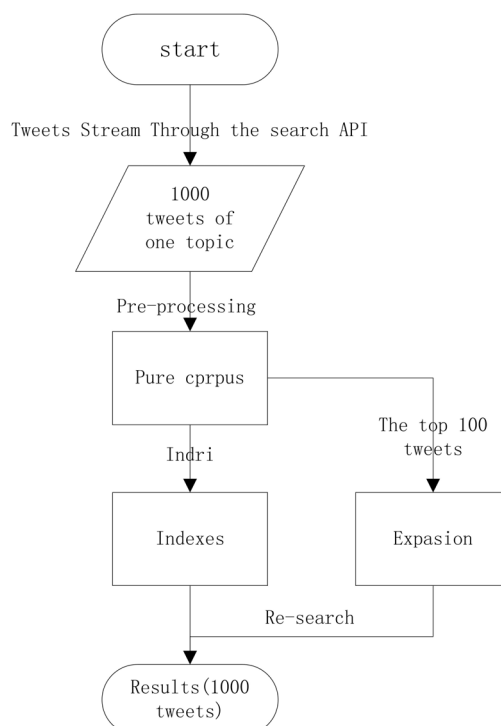 start
Tweets Stream Through the search API
1000
tweets of
one topic
Pre-processing
Pure cprpus
The top 100
tweets
Indri
Indexes
Expasion
Re-search
Results(1000
tweets)